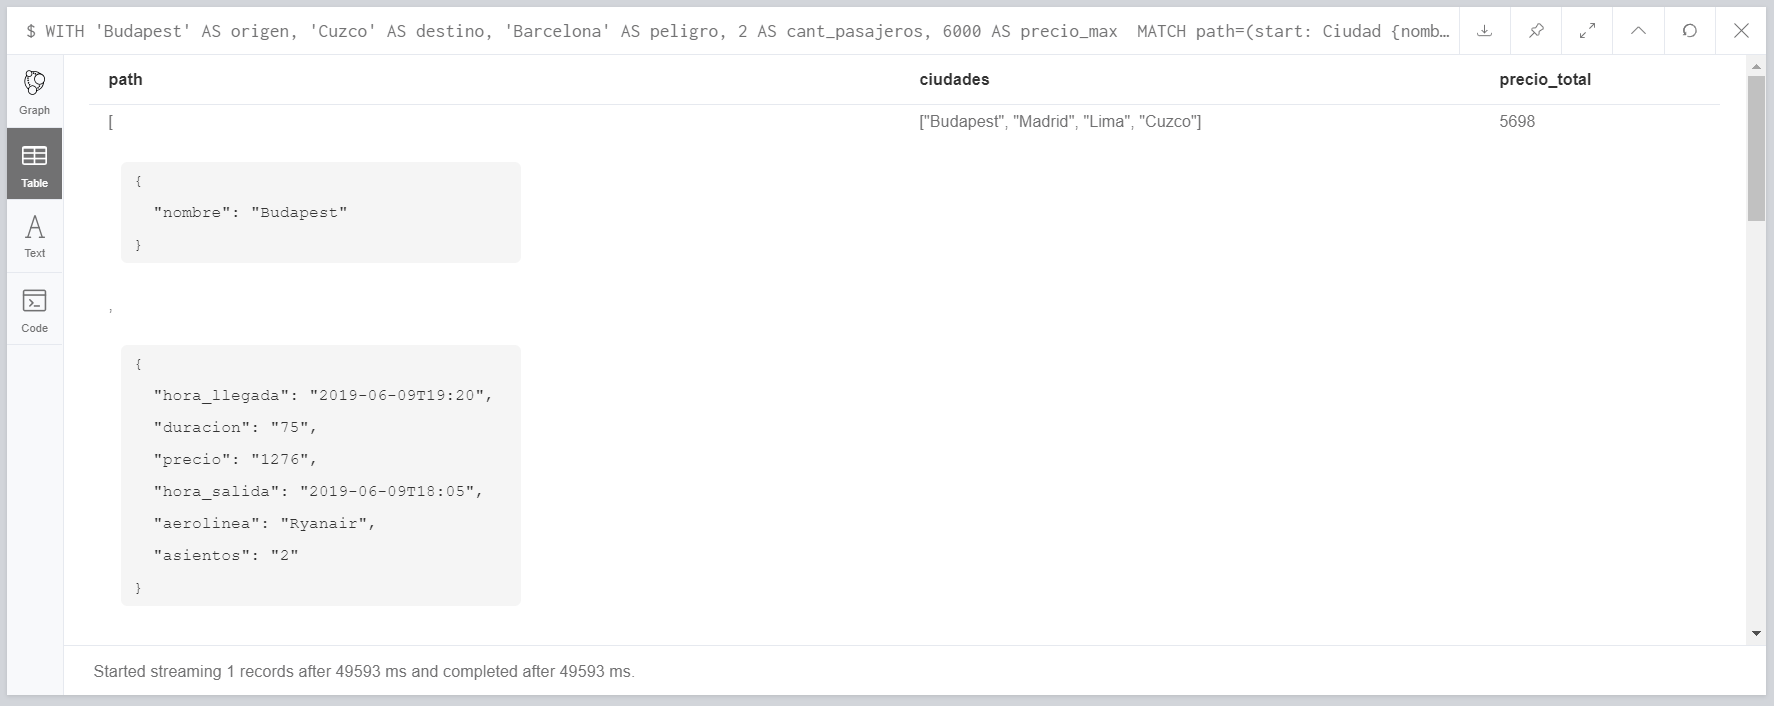 $ WITH 'Budapest' AS origen, 'Cuzco' AS destino, 'Barcelona' AS peligro, 2 AS cant_pasajeros, 6000 AS precio_max  MATCH path=(start: Ciudad {nomb…
Graph
Table
Text
Code
path ciudades precio_total
[ ["Budapest", "Madrid", "Lima", "Cuzco"] 5698
{
"nombre": "Budapest"
}
,
{
"hora_llegada": "2019-06-09T19:20",
"duracion": "75",
"precio": "1276",
"hora_salida": "2019-06-09T18:05",
"aerolinea": "Ryanair",
"asientos": "2"
}
Started streaming 1 records after 49593 ms and completed after 49593 ms.